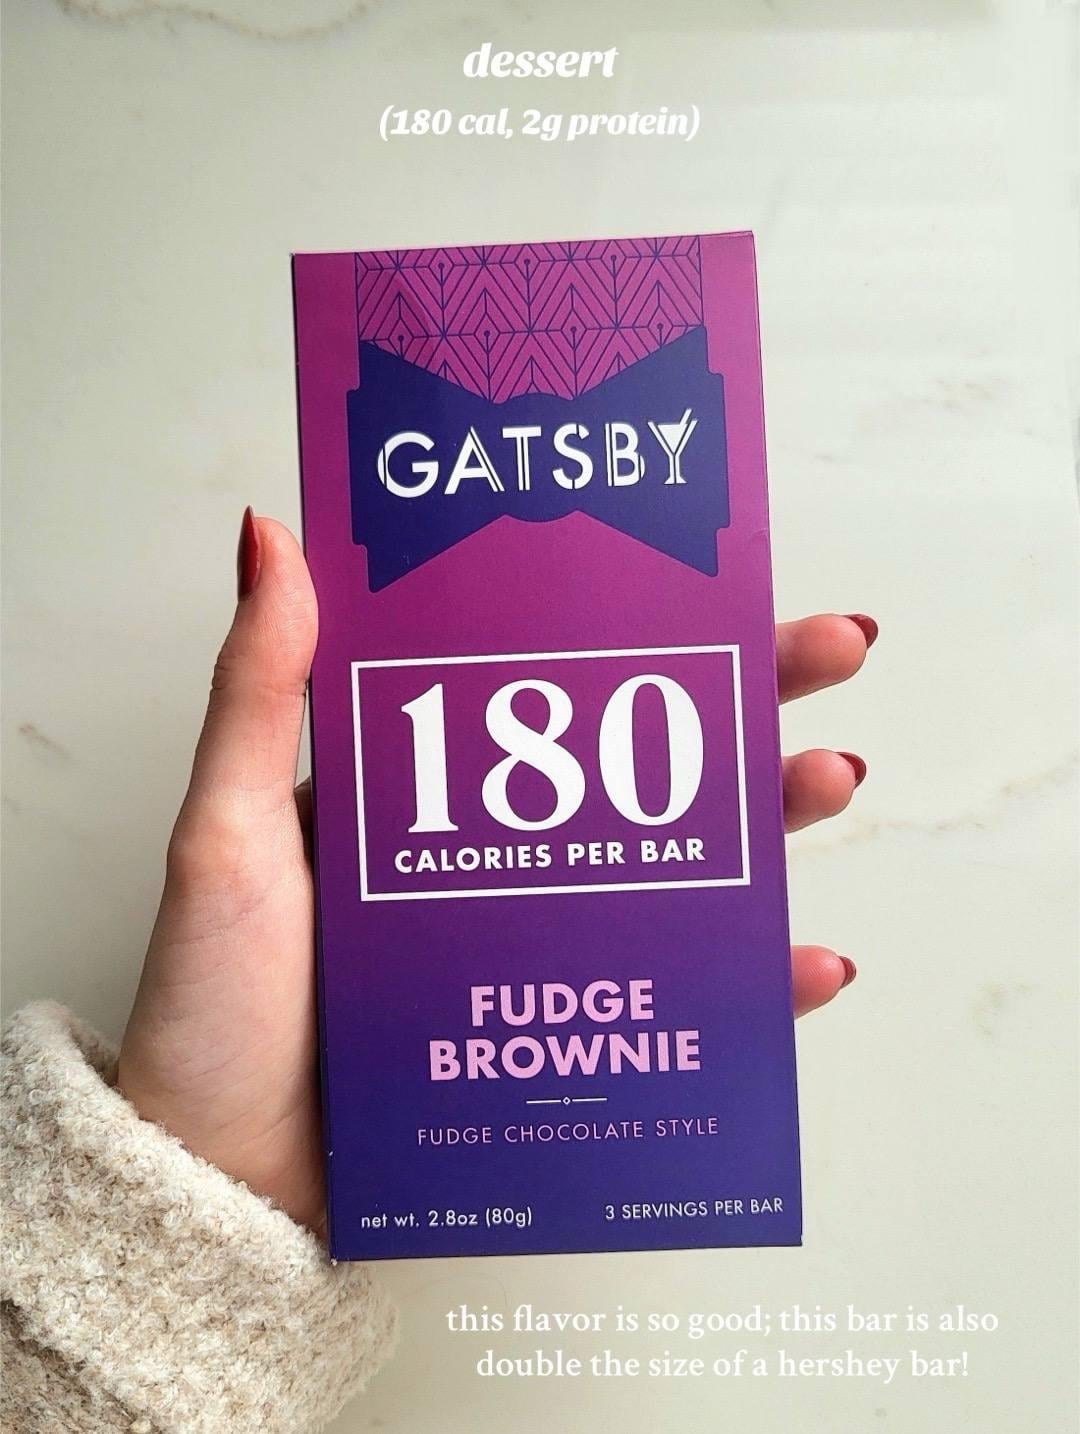 dessert
(180 cal, 2g protein)
GATSBY
180
CALORIES PER BAR
FUDGE
BROWNIE
FUDGE CHOCOLATE STYLE
net wt. 2.8oz (80g)
3 SERVINGS PER BAR
this flavor is so good; this bar is also
double the size of a hershey bar!